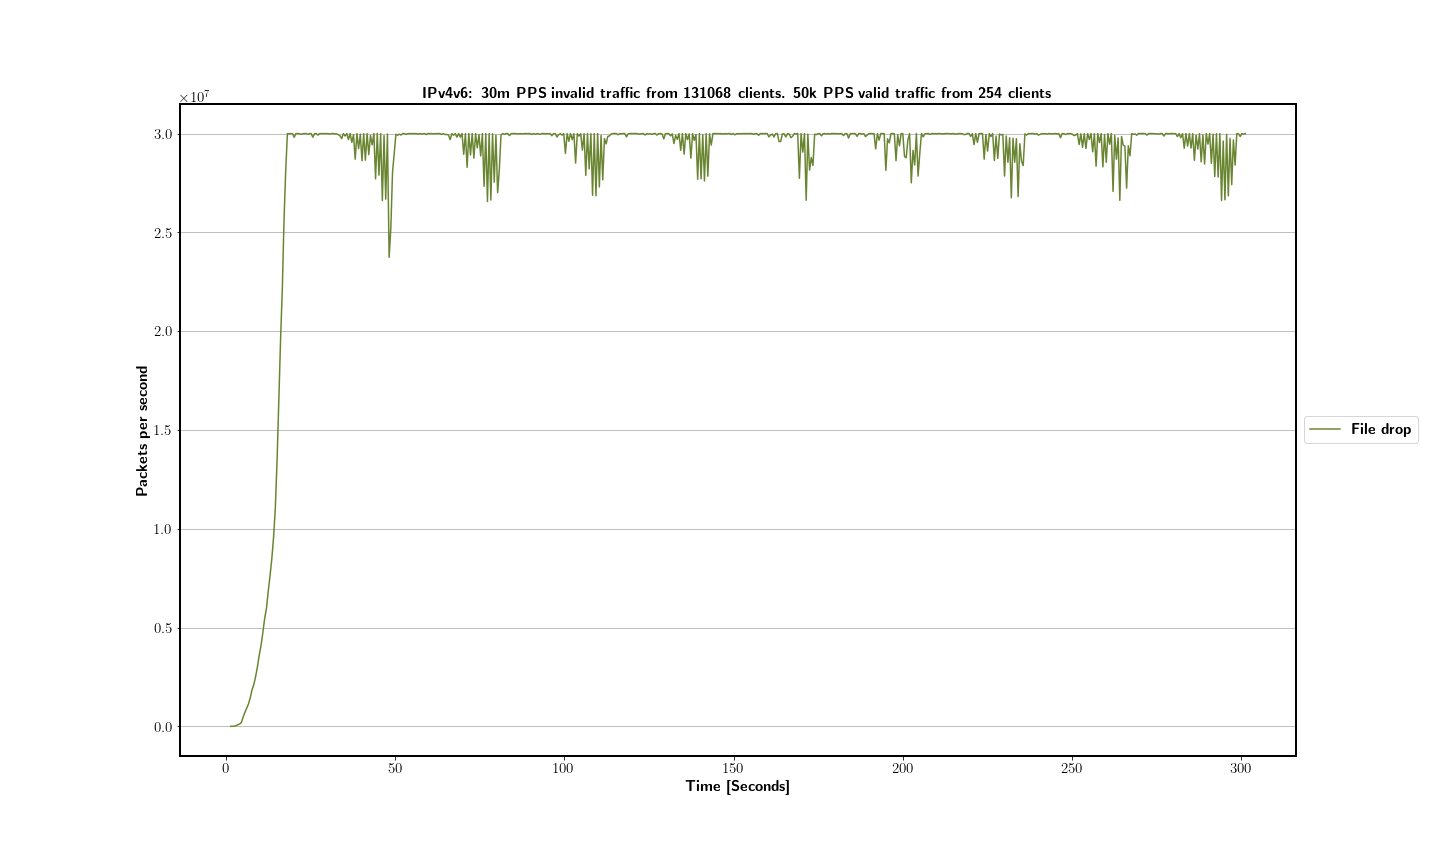 IPv4v6: 30m PPS invalid traffic from 131068 clients. 50k PPS valid traffic from 254 clients
×10⁷
3.0
2.5
2.0
1.5
1.0
0.5
0.0
Packets per second
0 50 100 150 200 250 300
Time [Seconds]
File drop